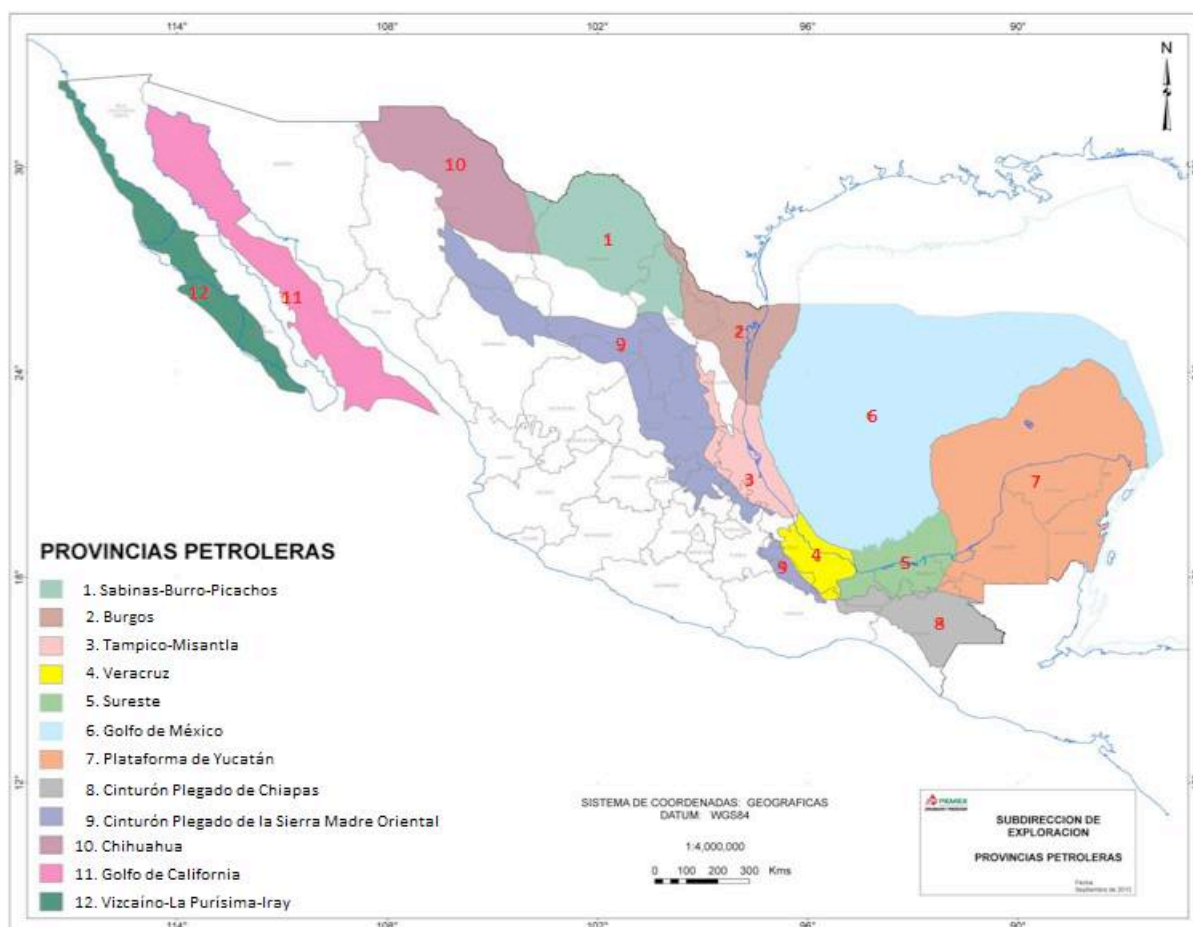 114°
108°
102°
96°
90°
N
30°
24°
18°
12°
10
1
12
11
2
9
6
3
7
4
5
9
8
PROVINCIAS PETROLERAS
1. Sabinas-Burro-Picachos
2. Burgos
3. Tampico-Misantla
4. Veracruz
5. Sureste
6. Golfo de México
7. Plataforma de Yucatán
8. Cinturón Plegado de Chiapas
9. Cinturón Plegado de la Sierra Madre Oriental
10. Chihuahua
11. Golfo de California
12. Vizcaíno-La Purísima-Iray
SISTEMA DE COORDENADAS: GEOGRAFICAS
DATUM: WGS84
1:4,000,000
0 100 200 300 Kms
PEMEX
SUBDIRECCION DE
EXPLORACION
PROVINCIAS PETROLERAS
Fecha
Septiembre de 2010
114°
108°
102°
96°
90°